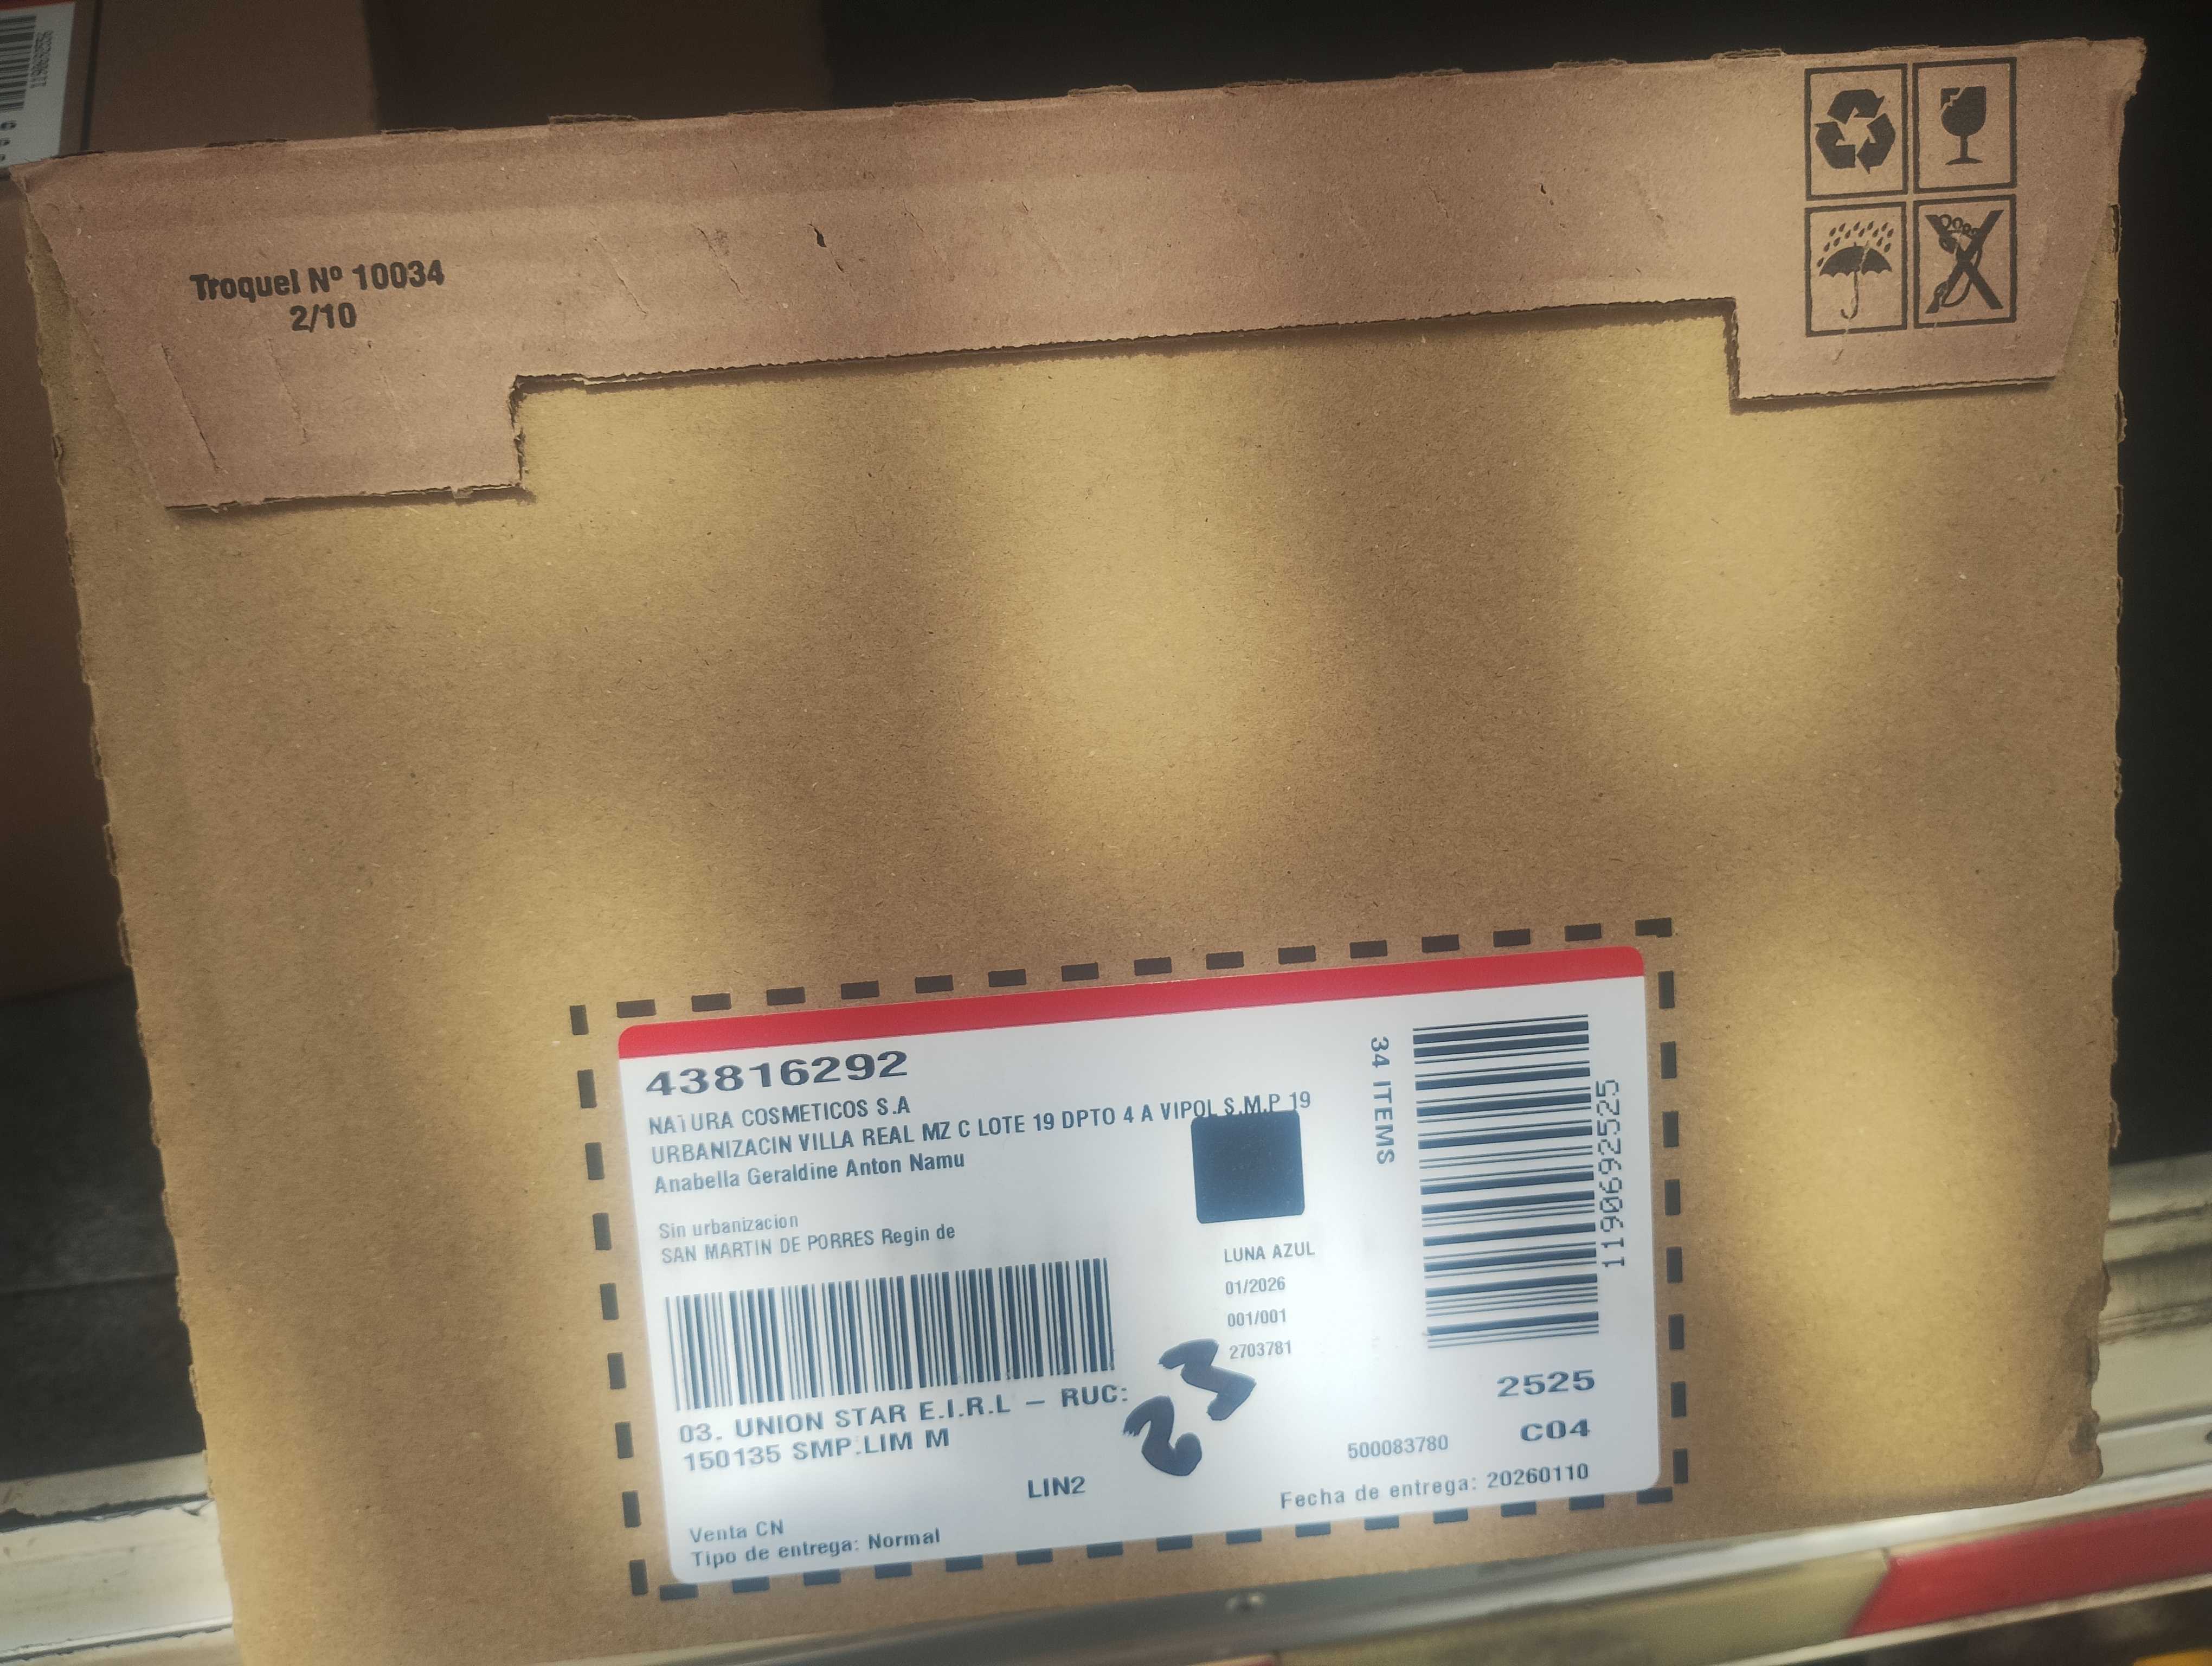 Troquel Nº 10034
2/10
43816292
NATURA COSMETICOS S.A
URBANIZACIN VILLA REAL MZ C LOTE 19 DPTO 4 A VIPOL S.M.P 19
Anabella Geraldine Anton Namu
Sin urbanizacion
SAN MARTIN DE PORRES Regin de
34 ITEMS
1190692525
LUNA AZUL
01/2026
001/001
2703781
03. UNION STAR E.I.R.L – RUC:
150135 SMP.LIM M
23
2525
C04
500083780
LIN2
Fecha de entrega: 20260110
Venta CN
Tipo de entrega: Normal